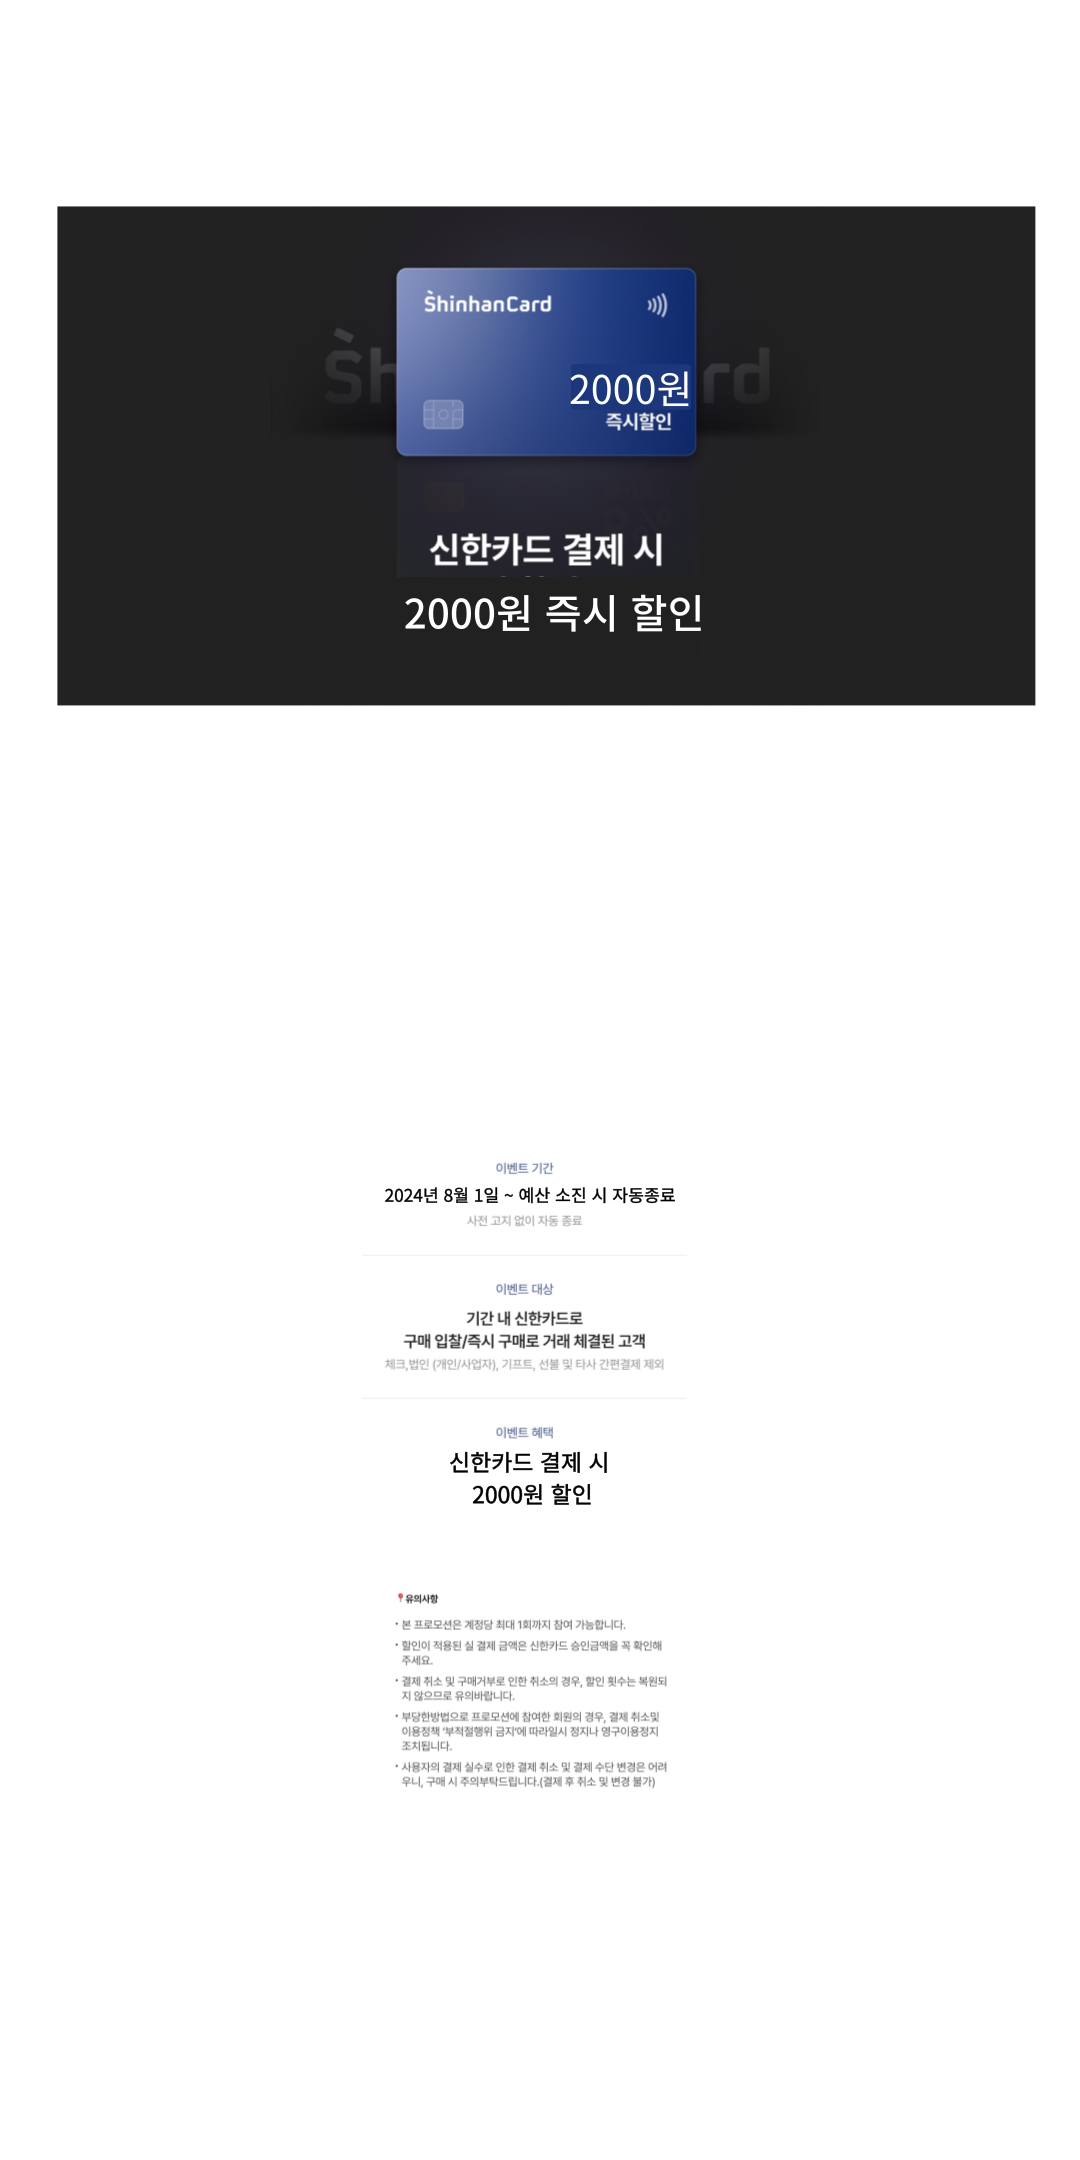 ShinhanCard
2000원
즉시할인
신한카드 결제 시
2000원 즉시 할인
이벤트 기간
2024년 8월 1일 ~ 예산 소진 시 자동종료
사전 고지 없이 자동 종료
이벤트 대상
기간 내 신한카드로
구매 입찰/즉시 구매로 거래 체결된 고객
체크,법인 (개인/사업자), 기프트, 선불 및 타사 간편결제 제외
이벤트 혜택
신한카드 결제 시
2000원 할인
유의사항
· 본 프로모션은 계정당 최대 1회까지 참여 가능합니다.
· 할인이 적용된 실 결제 금액은 신한카드 승인금액을 꼭 확인해
주세요.
· 결제 취소 및 구매거부로 인한 취소의 경우, 할인 횟수는 복원되
지 않으므로 유의바랍니다.
· 부당한방법으로 프로모션에 참여한 회원의 경우, 결제 취소및
이용정책 '부적절행위 금지'에 따라일시 정지나 영구이용정지
조치됩니다.
· 사용자의 결제 실수로 인한 결제 취소 및 결제 수단 변경은 어려
우니, 구매 시 주의부탁드립니다.(결제 후 취소 및 변경 불가)